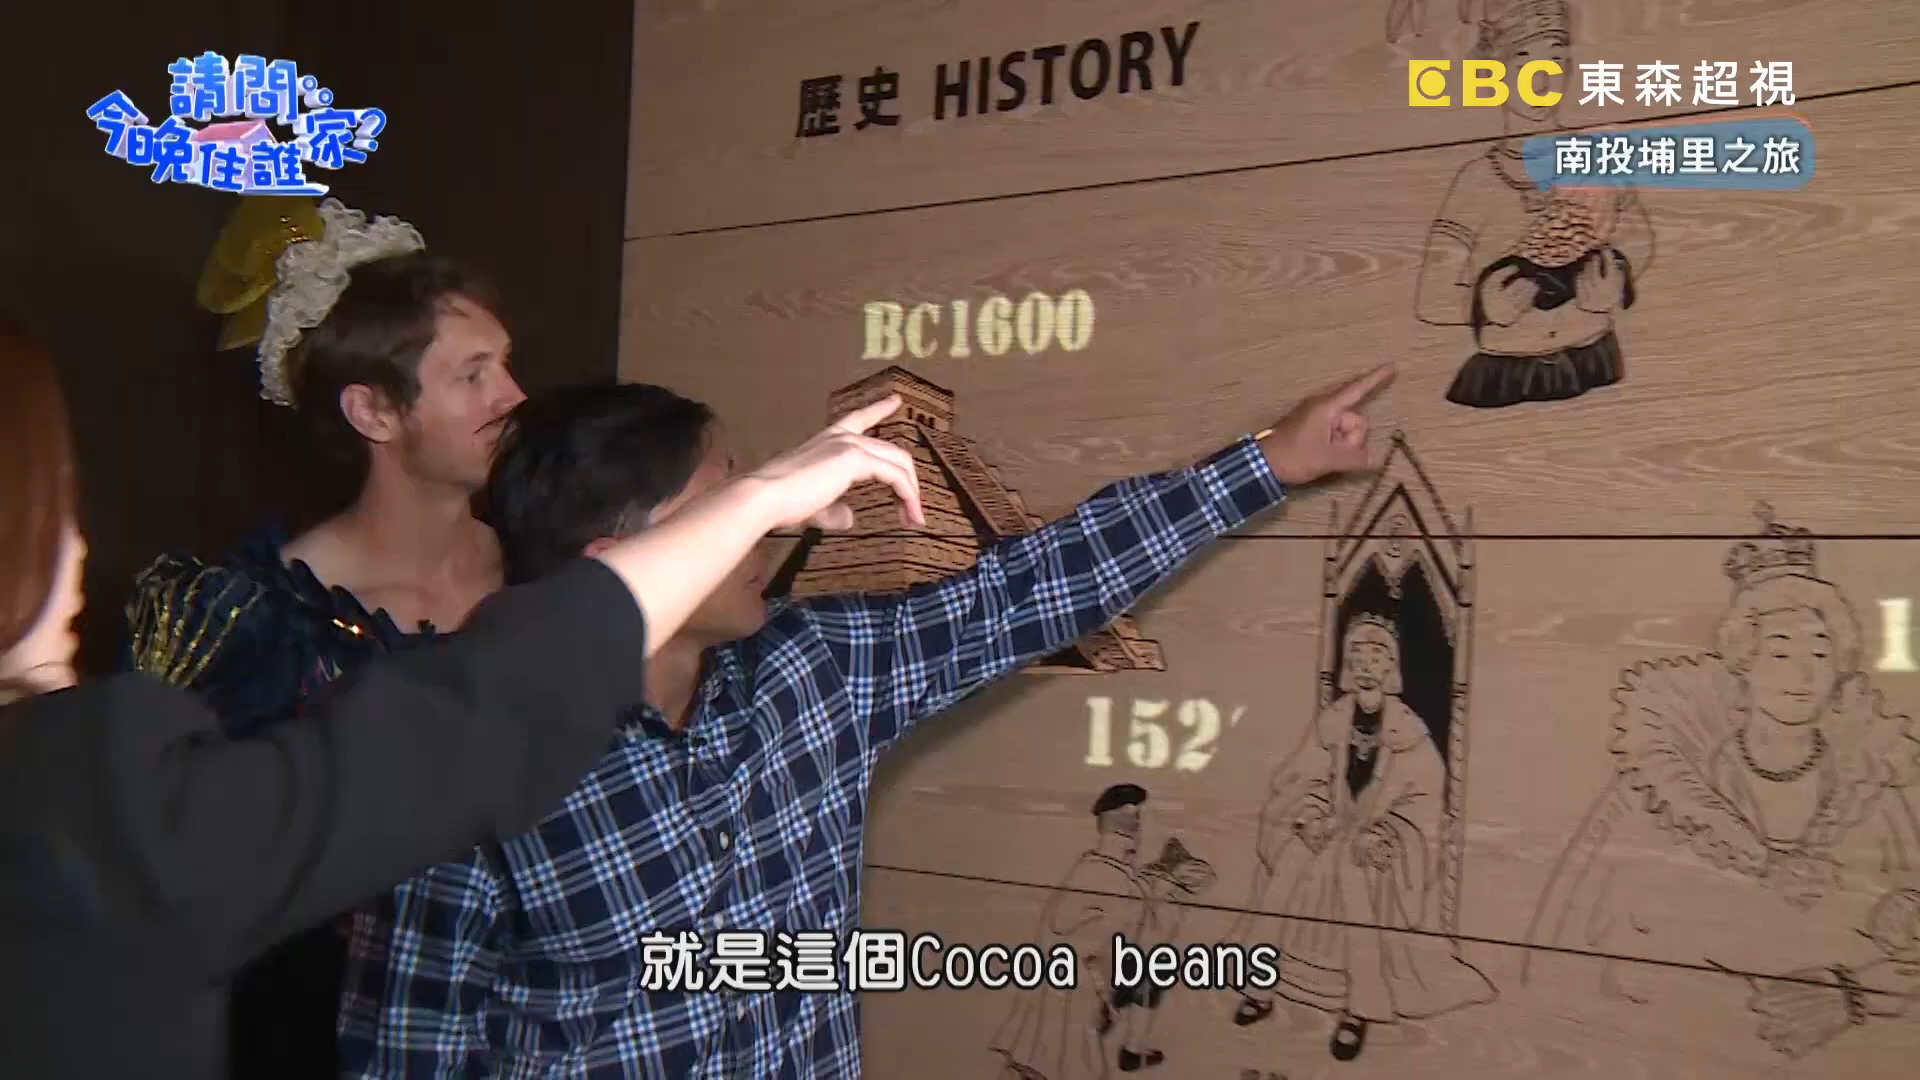 請問
今晚住誰家?
EBC 東森超視
南投埔里之旅
歷史 HISTORY
BC1600
152
就是這個Cocoa beans